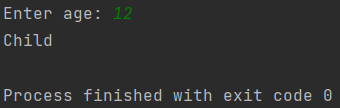 Enter age: 12
Child
Process finished with exit code 0